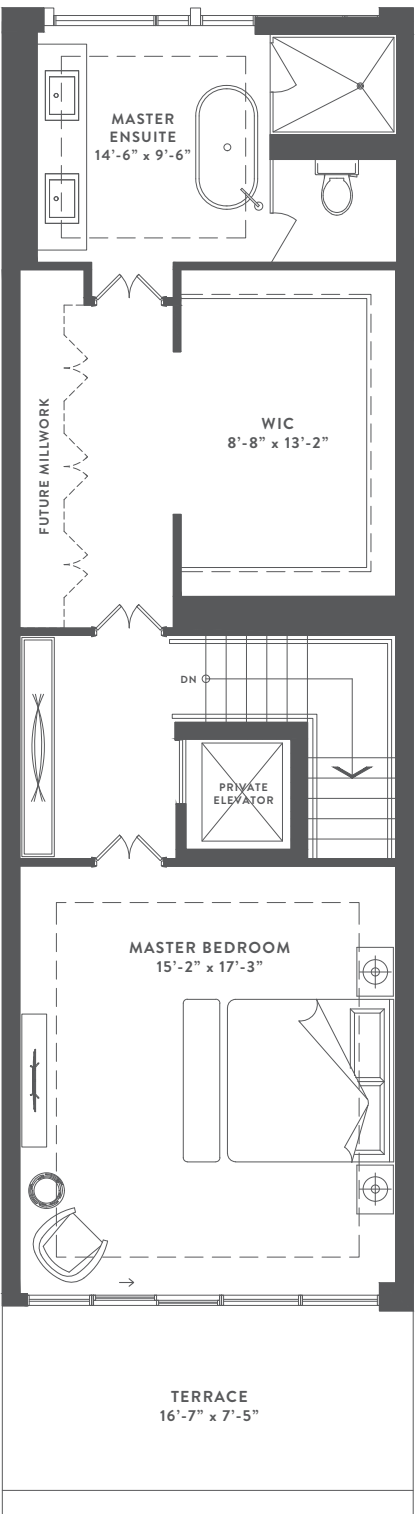 MASTER
ENSUITE
14'-6" x 9'-6"
WIC
8'-8" x 13'-2"
FUTURE MILLWORK
DN
PRIVATE
ELEVATOR
MASTER BEDROOM
15'-2" x 17'-3"
TERRACE
16'-7" x 7'-5"